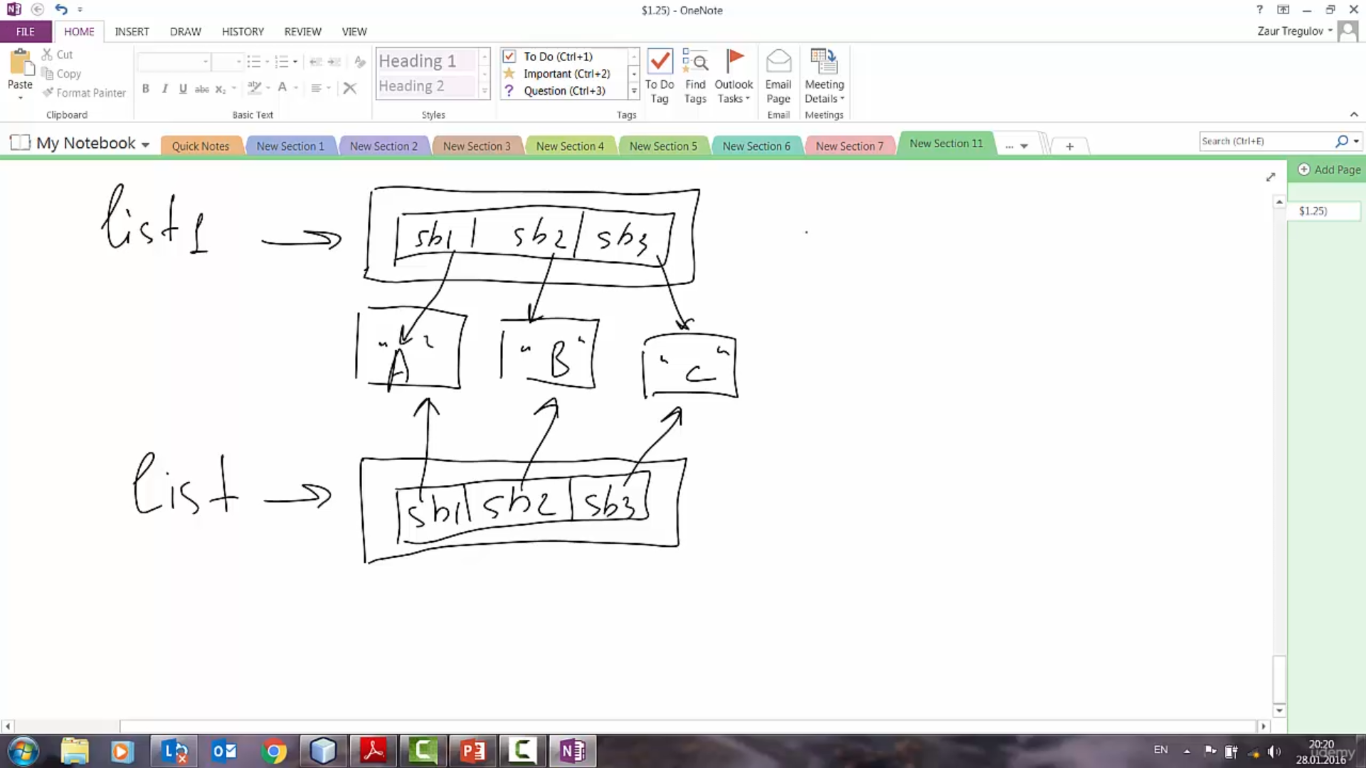 $1.25) - OneNote
?
FILE HOME INSERT DRAW HISTORY REVIEW VIEW
Zaur Tregulov
Paste
Cut
Copy
Format Painter
Clipboard
B I U abc x₂ A
Basic Text
Heading 1
Heading 2
Styles
To Do (Ctrl+1)
Important (Ctrl+2)
? Question (Ctrl+3)
To Do Tag
Find Tags
Tags
Outlook Tasks
Email Page
Email
Meeting Details
Meetings
My Notebook
Quick Notes New Section 1 New Section 2 New Section 3 New Section 4 New Section 5 New Section 6 New Section 7 New Section 11 ...
Search (Ctrl+E)
Add Page
$1.25)
list1
sb1 sb2 sb3
"A" "B" "C"
list
sb1 sb2 sb3
EN
20:20
28.01.2016
udemy